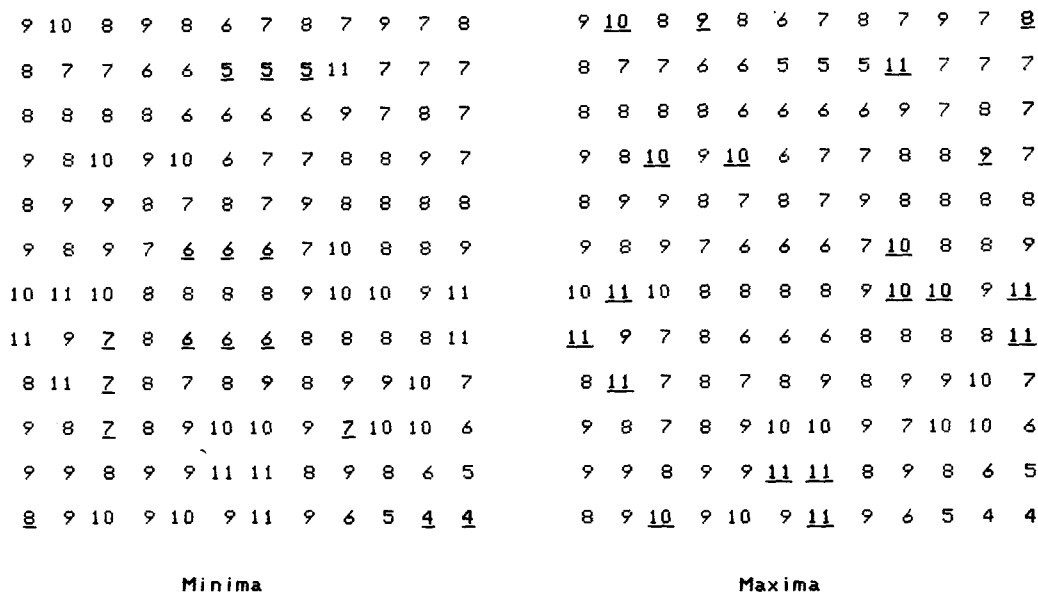 9 10 8 9 8 6 7 8 7 9 7 8 9 10 8 9 8 6 7 8 7 9 7 8
8 7 7 6 6 5 5 5 11 7 7 7 8 7 7 6 6 5 5 5 11 7 7 7
8 8 8 8 6 6 6 6 9 7 8 7 8 8 8 8 6 6 6 6 9 7 8 7
9 8 10 9 10 6 7 7 8 8 9 7 9 8 10 9 10 6 7 7 8 8 9 7
8 9 9 8 7 8 7 9 8 8 8 8 8 9 9 8 7 8 7 9 8 8 8 8
9 8 9 7 6 6 6 7 10 8 8 9 9 8 9 7 6 6 6 7 10 8 8 9
10 11 10 8 8 8 8 9 10 10 9 11 10 11 10 8 8 8 8 9 10 10 9 11
11 9 7 8 6 6 6 8 8 8 8 11 11 9 7 8 6 6 6 8 8 8 8 11
8 11 7 8 7 8 9 8 9 9 10 7 8 11 7 8 7 8 9 8 9 9 10 7
9 8 7 8 9 10 10 9 7 10 10 6 9 8 7 8 9 10 10 9 7 10 10 6
9 9 8 9 9 11 11 8 9 8 6 5 9 9 8 9 9 11 11 8 9 8 6 5
8 9 10 9 10 9 11 9 6 5 4 4 8 9 10 9 10 9 11 9 6 5 4 4
Minima Maxima